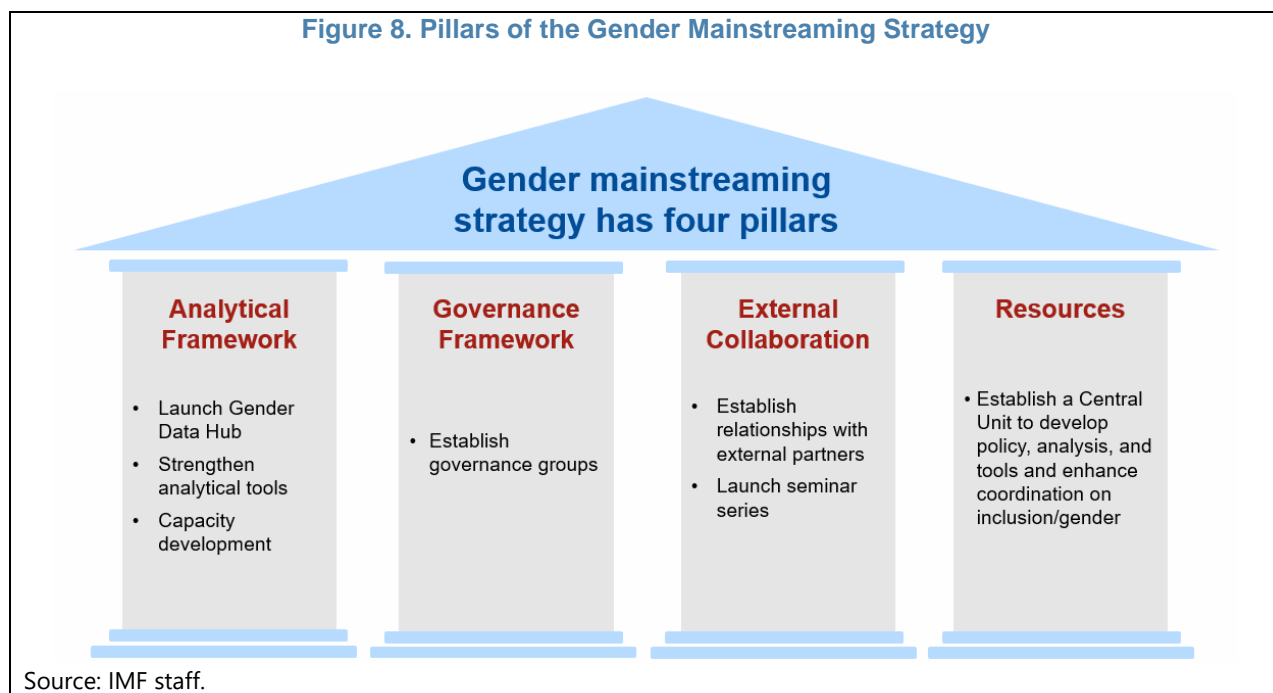 Figure 8. Pillars of the Gender Mainstreaming Strategy
Gender mainstreaming
strategy has four pillars
Analytical
Framework
• Launch Gender
Data Hub
• Strengthen
analytical tools
• Capacity
development
Governance
Framework
• Establish
governance groups
External
Collaboration
• Establish
relationships with
external partners
• Launch seminar
series
Resources
• Establish a Central
Unit to develop
policy, analysis, and
tools and enhance
coordination on
inclusion/gender
Source: IMF staff.